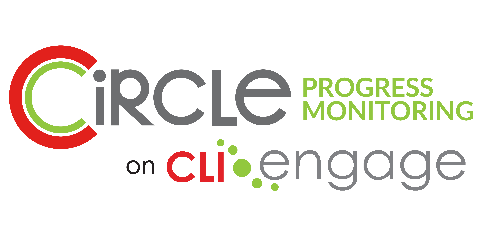 CIRCLE PROGRESS
MONITORING
on CLI engage